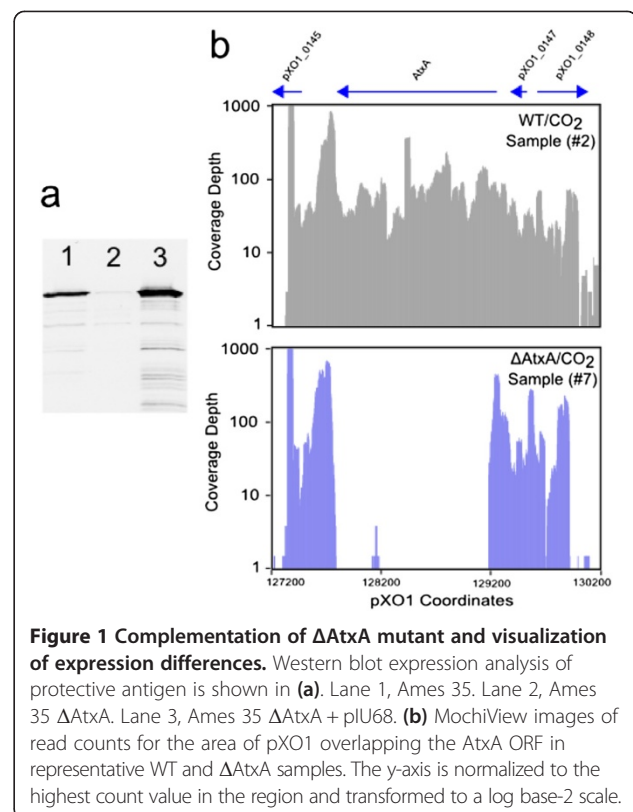 b
pXO1_0145
AtxA
pXO1_0147
pXO1_0148
1000
WT/CO₂
Sample (#2)
100
10
1
Coverage Depth
a
1 2 3
1000
ΔAtxA/CO₂
Sample (#7)
100
10
1
Coverage Depth
127200 128200 129200 130200
pXO1 Coordinates
Figure 1 Complementation of ΔAtxA mutant and visualization
of expression differences. Western blot expression analysis of
protective antigen is shown in (a). Lane 1, Ames 35. Lane 2, Ames
35 ΔAtxA. Lane 3, Ames 35 ΔAtxA + pIU68. (b) MochiView images of
read counts for the area of pXO1 overlapping the AtxA ORF in
representative WT and ΔAtxA samples. The y-axis is normalized to the
highest count value in the region and transformed to a log base-2 scale.